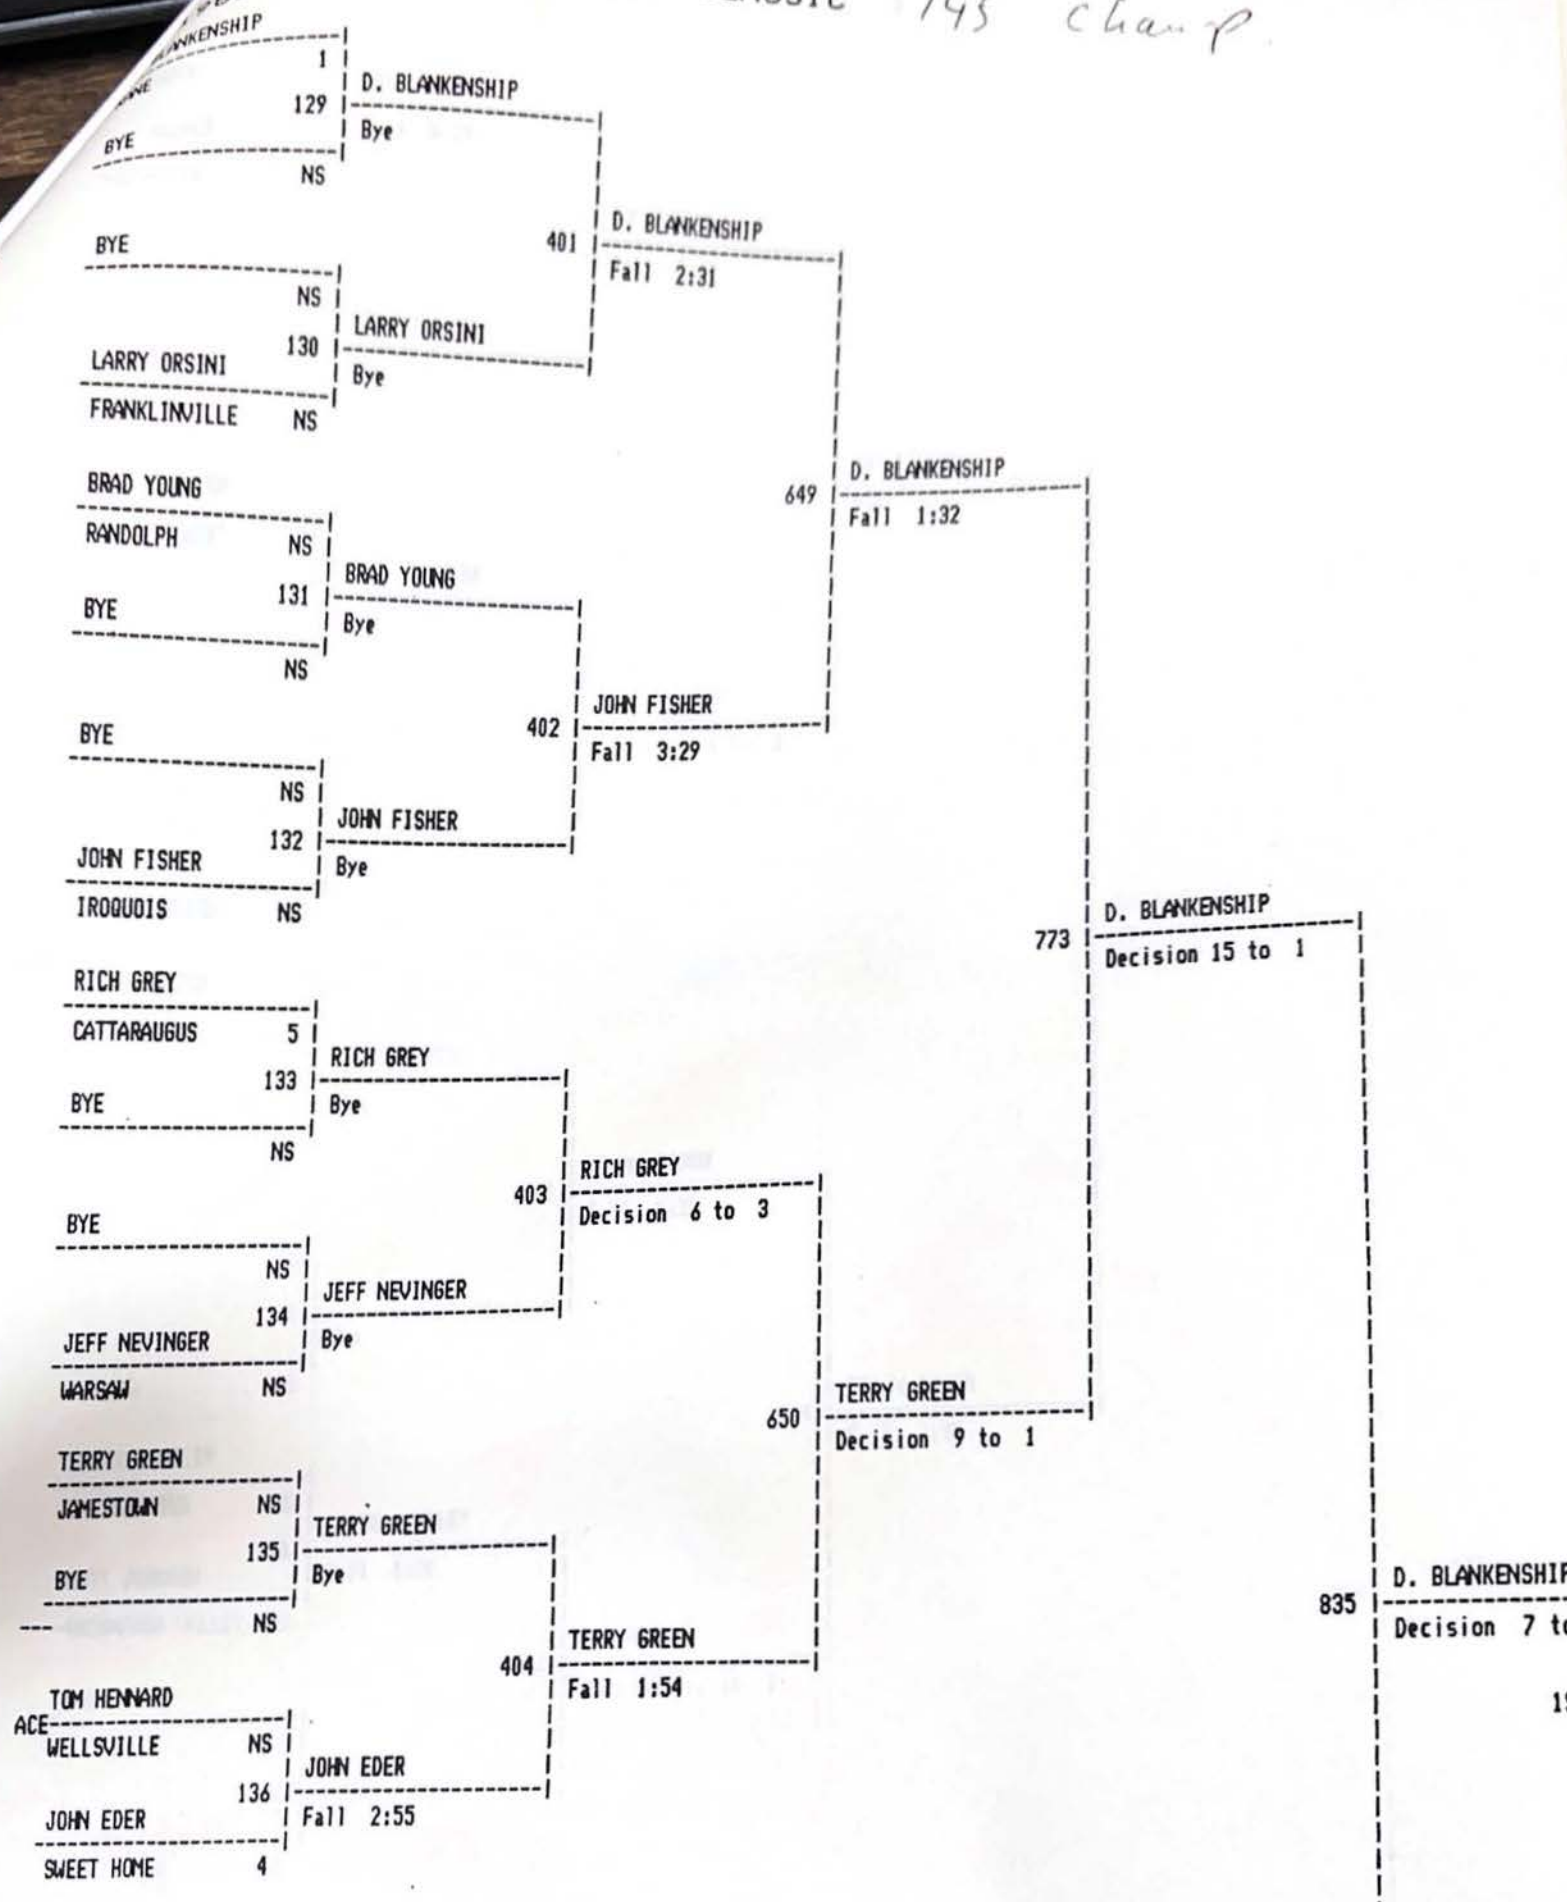 CLASSIC 145 Champ.
BLANKENSHIP
1
D. BLANKENSHIP
129
Bye
BYE
NS
D. BLANKENSHIP
401
Fall 2:31
BYE
NS
LARRY ORSINI
130
Bye
LARRY ORSINI
FRANKLINVILLE NS
D. BLANKENSHIP
649
Fall 1:32
BRAD YOUNG
RANDOLPH NS
BRAD YOUNG
131
Bye
BYE
NS
JOHN FISHER
402
Fall 3:29
BYE
NS
JOHN FISHER
132
Bye
JOHN FISHER
IROQUOIS NS
D. BLANKENSHIP
773
Decision 15 to 1
RICH GREY
CATTARAUGUS 5
RICH GREY
133
Bye
BYE
NS
RICH GREY
403
Decision 6 to 3
BYE
NS
JEFF NEVINGER
134
Bye
JEFF NEVINGER
WARSAW NS
TERRY GREEN
650
Decision 9 to 1
TERRY GREEN
JAMESTOWN NS
TERRY GREEN
135
Bye
BYE
NS
D. BLANKENSHIP
835
Decision 7 to
TERRY GREEN
404
Fall 1:54
TOM HENNARD
ACE
WELLSVILLE NS
JOHN EDER
136
Fall 2:55
JOHN EDER
SWEET HOME 4